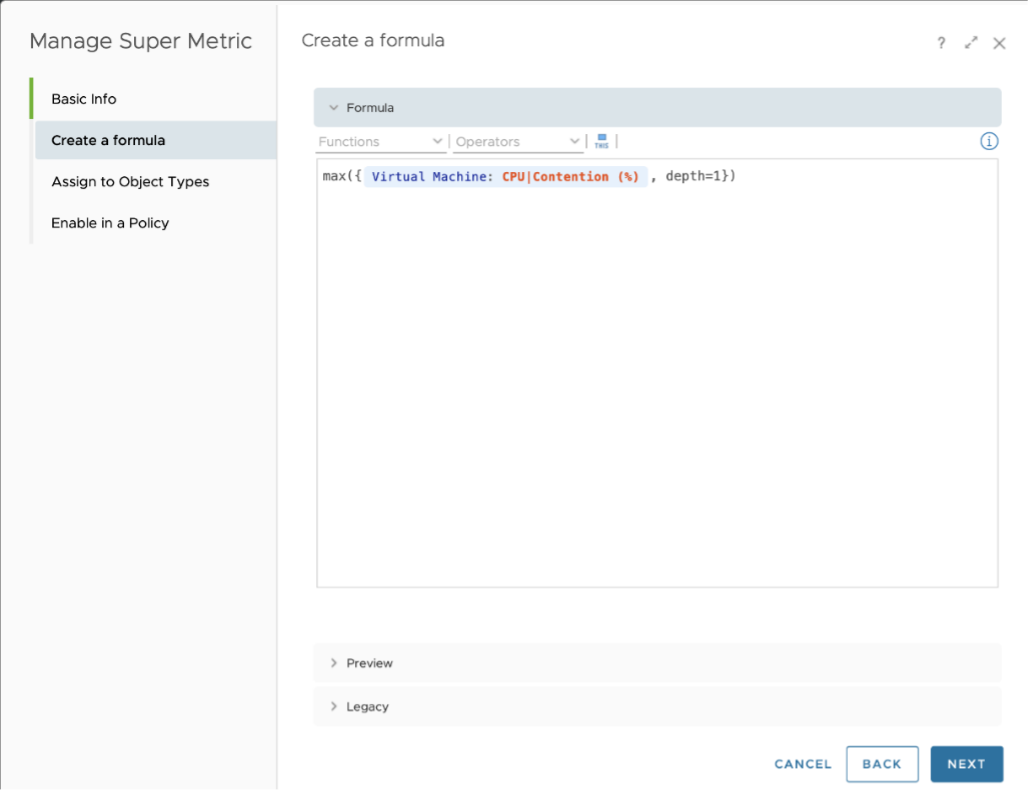 Manage Super Metric
Basic Info
Create a formula
Assign to Object Types
Enable in a Policy
Create a formula
?
Formula
Functions
Operators
THIS
max({ Virtual Machine: CPU|Contention (%) , depth=1})
Preview
Legacy
CANCEL
BACK
NEXT